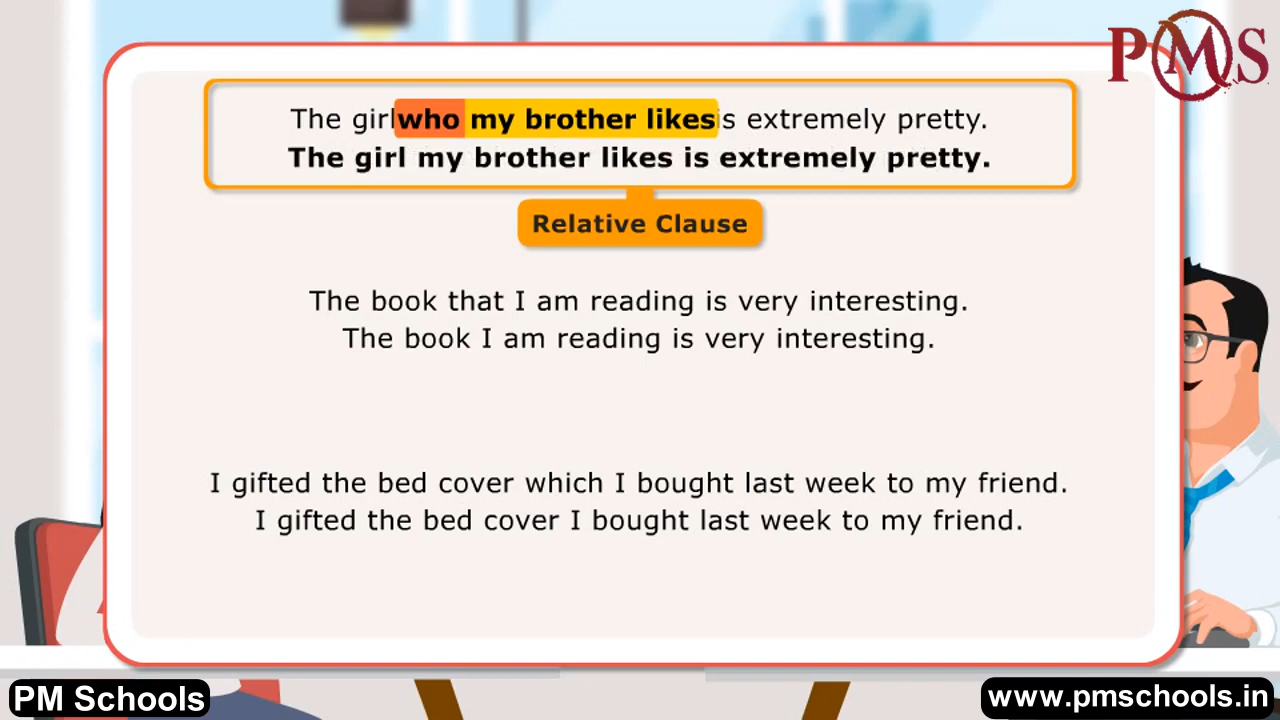 PMS
The girl who my brother likes is extremely pretty.
The girl my brother likes is extremely pretty.
Relative Clause
The book that I am reading is very interesting.
The book I am reading is very interesting.
I gifted the bed cover which I bought last week to my friend.
I gifted the bed cover I bought last week to my friend.
PM Schools
www.pmschools.in